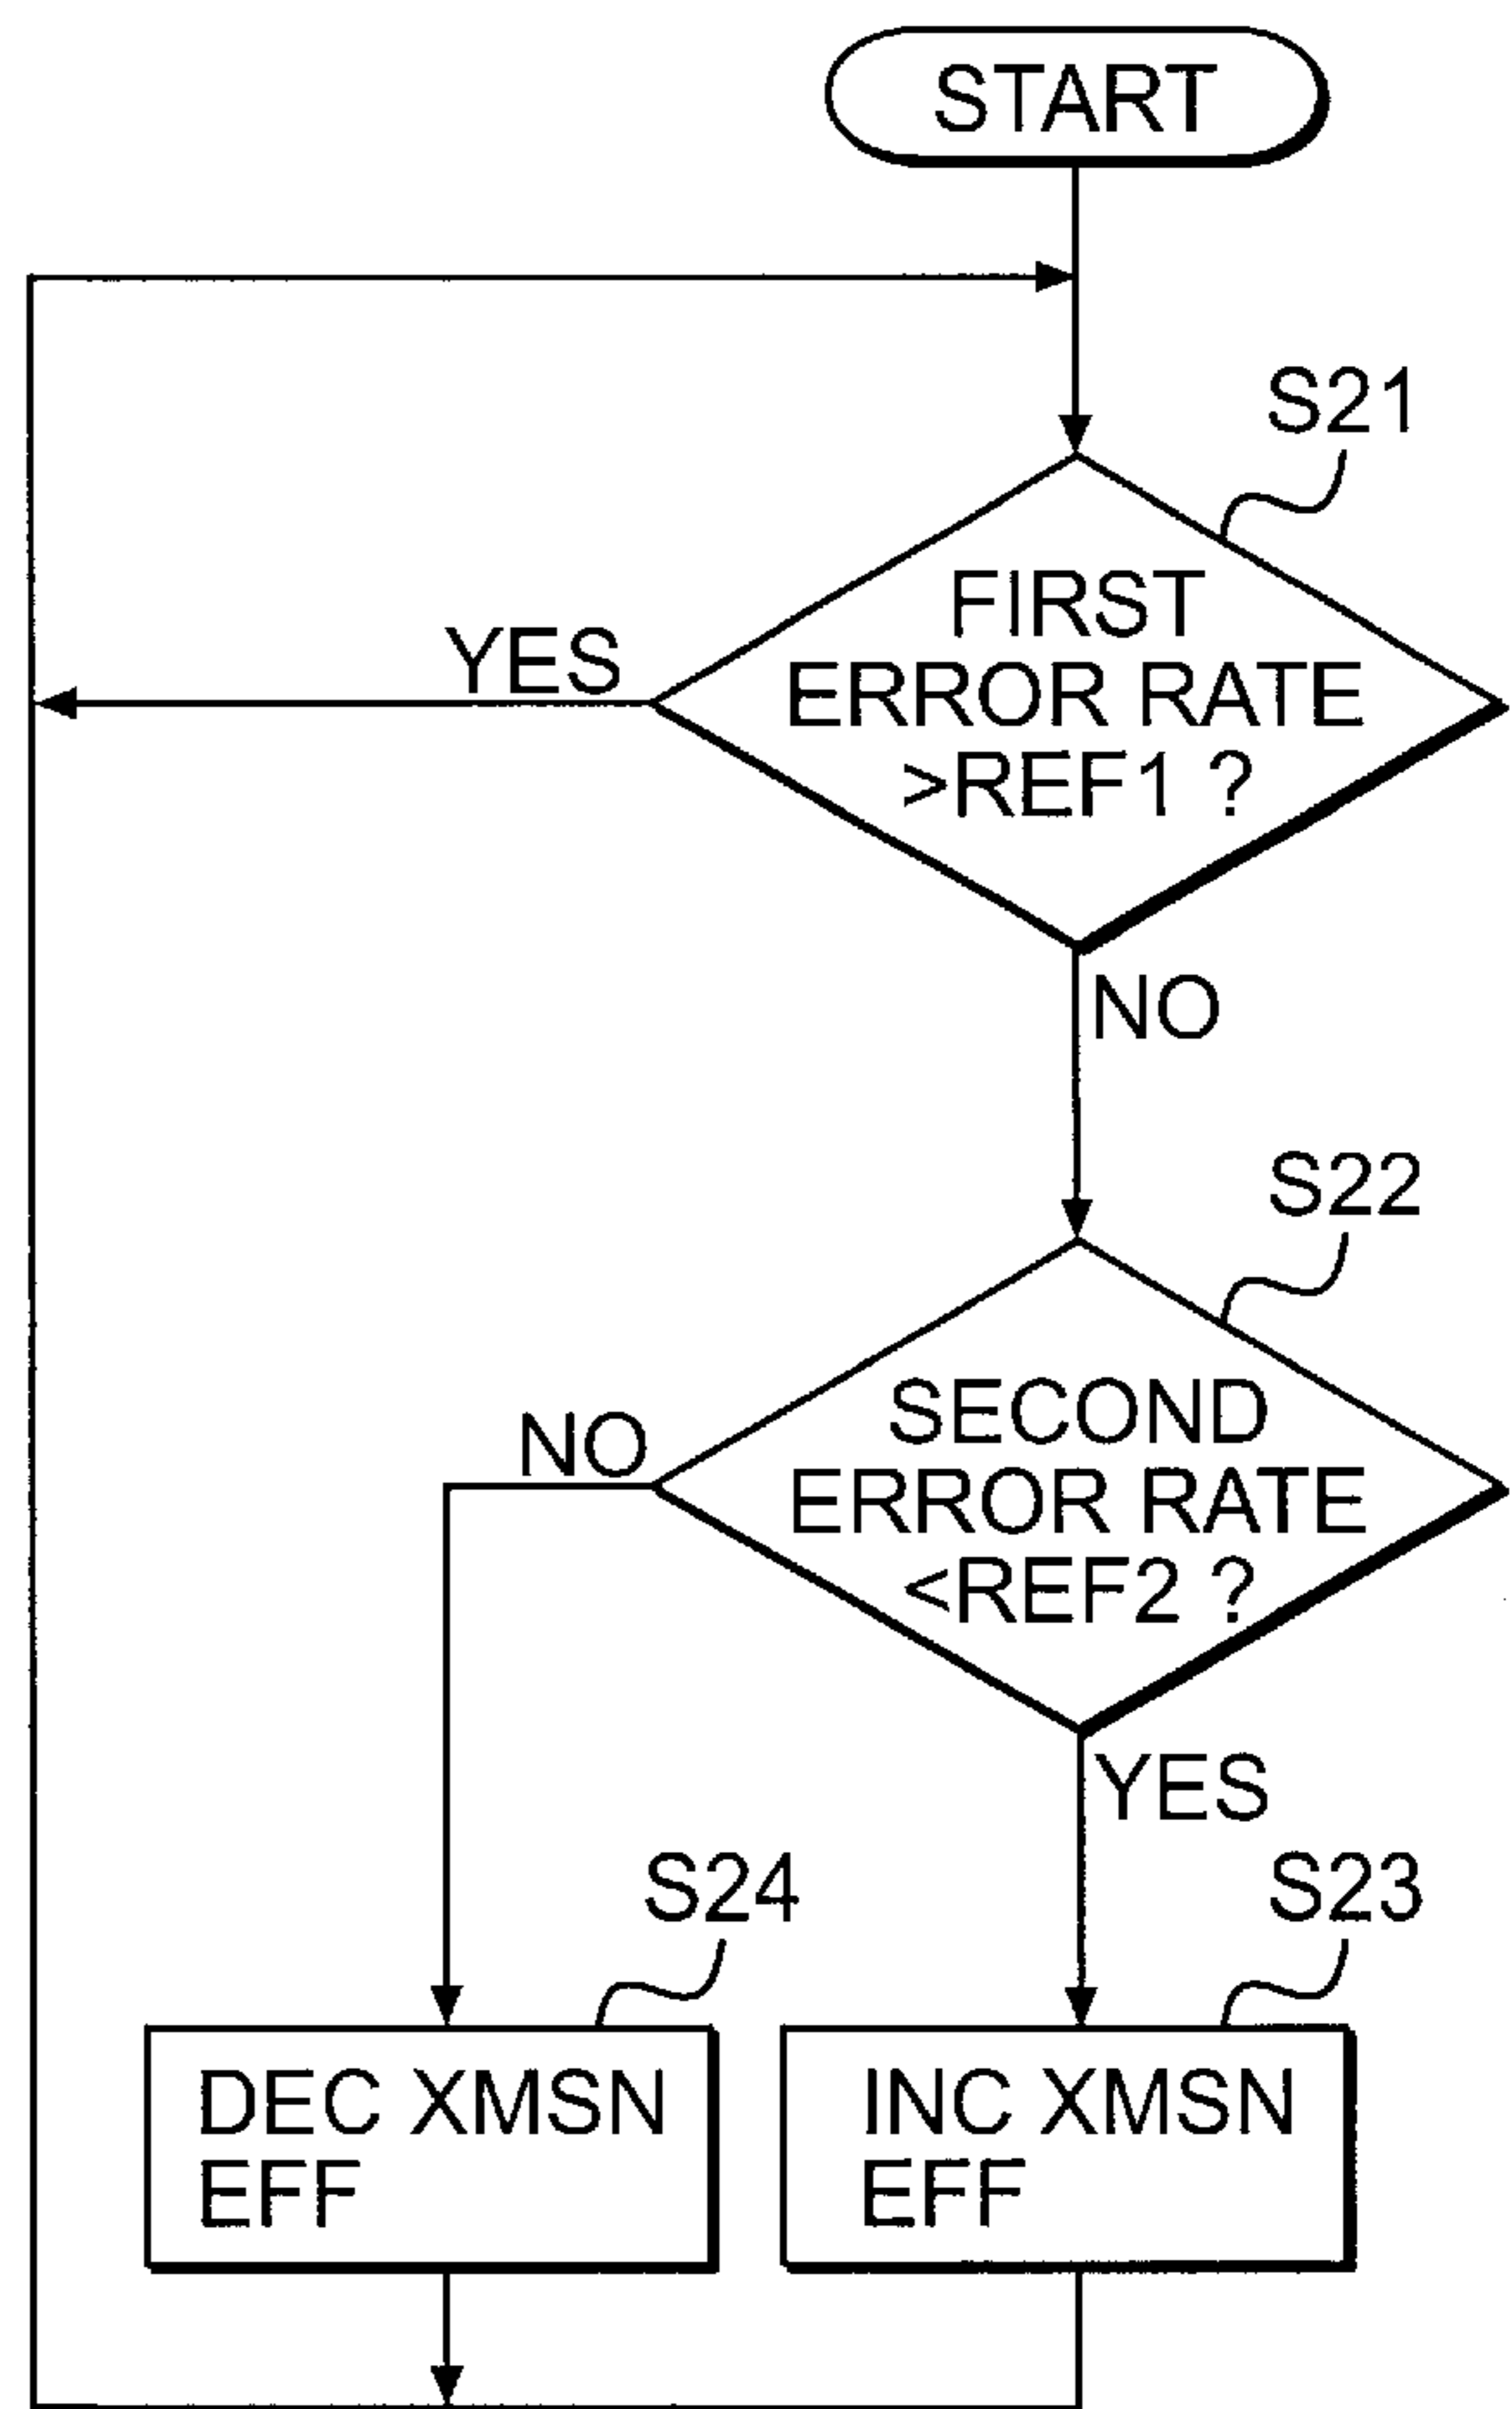 START
S21
FIRST
ERROR RATE
>REF1 ?
YES
NO
S22
SECOND
ERROR RATE
<REF2 ?
NO
YES
S24
S23
DEC XMSN
EFF
INC XMSN
EFF